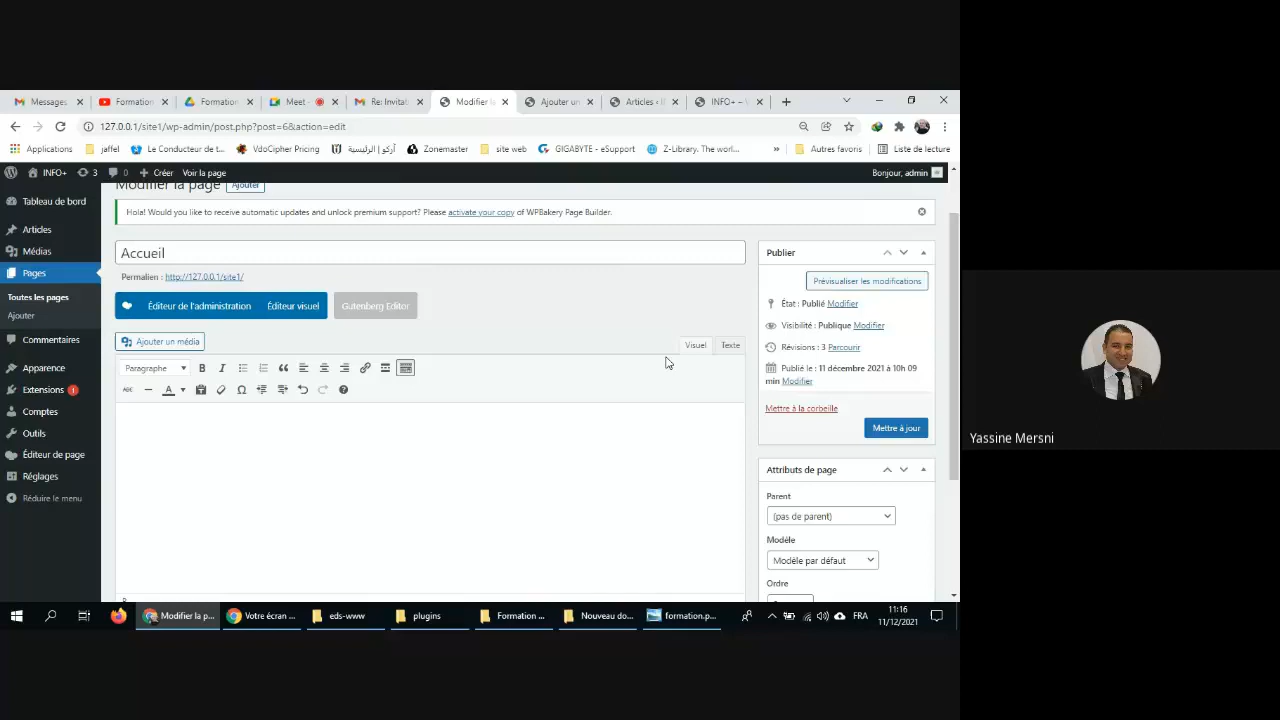 Messages
Formation
Formation
Meet -
Re: Invita
Modifier l
Ajouter un
Articles ‹
INFO+ –
127.0.0.1/site1/wp-admin/post.php?post=6&action=edit
Applications
jaffel
Le Conducteur de t...
VdoCipher Pricing
أركو | الرئيسية
Zonemaster
site web
GIGABYTE - eSupport
Z-Library. The worl...
»
Autres favoris
Liste de lecture
INFO+
3
0
Créer
Voir la page
Bonjour, admin
Modifier la page
Ajouter
Tableau de bord
Articles
Médias
Pages
Toutes les pages
Ajouter
Commentaires
Apparence
Extensions 1
Comptes
Outils
Éditeur de page
Réglages
Réduire le menu
Hola! Would you like to receive automatic updates and unlock premium support? Please activate your copy of WPBakery Page Builder.
Accueil
Permalien : http://127.0.0.1/site1/
Éditeur de l'administration
Éditeur visuel
Gutenberg Editor
Ajouter un média
Visuel
Texte
Paragraphe
B
I
ABC
A
Publier
Prévisualiser les modifications
État : Publié Modifier
Visibilité : Publique Modifier
Révisions : 3 Parcourir
Publié le : 11 décembre 2021 à 10h 09
min Modifier
Mettre à la corbeille
Mettre à jour
Attributs de page
Parent
(pas de parent)
Modèle
Modèle par défaut
Ordre
Modifier la p...
Votre écran ...
eds-www
plugins
Formation ...
Nouveau do...
formation.p...
FRA
11:16
11/12/2021
Yassine Mersni